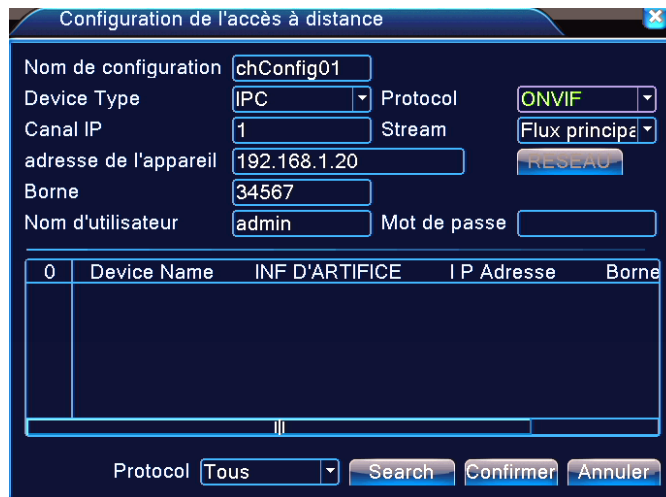 Configuration de l'accès à distance
Nom de configuration chConfig01
Device Type IPC Protocol ONVIF
Canal IP 1 Stream Flux principa
adresse de l'appareil 192.168.1.20 RESEAU
Borne 34567
Nom d'utilisateur admin Mot de passe
0 Device Name INF D'ARTIFICE I P Adresse Borne
Protocol Tous Search Confirmer Annuler